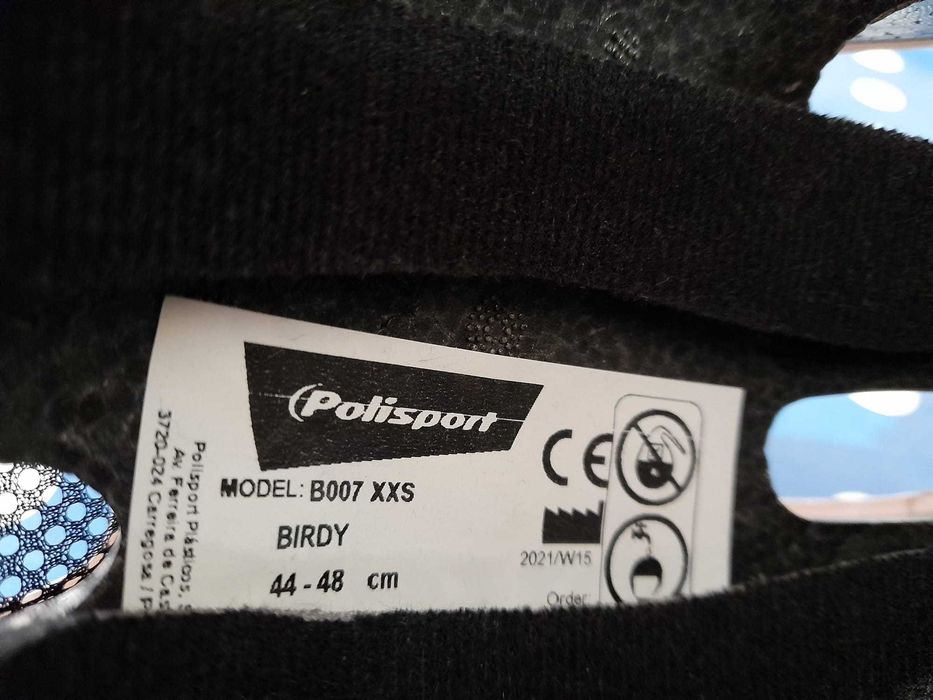 Polisport
MODEL: B007 XXS
BIRDY
44 - 48 cm
CE
2021/W15
Order:
Polisport Plásticos,
Av. Ferreira de Cas
3720-024 Carregosa / P